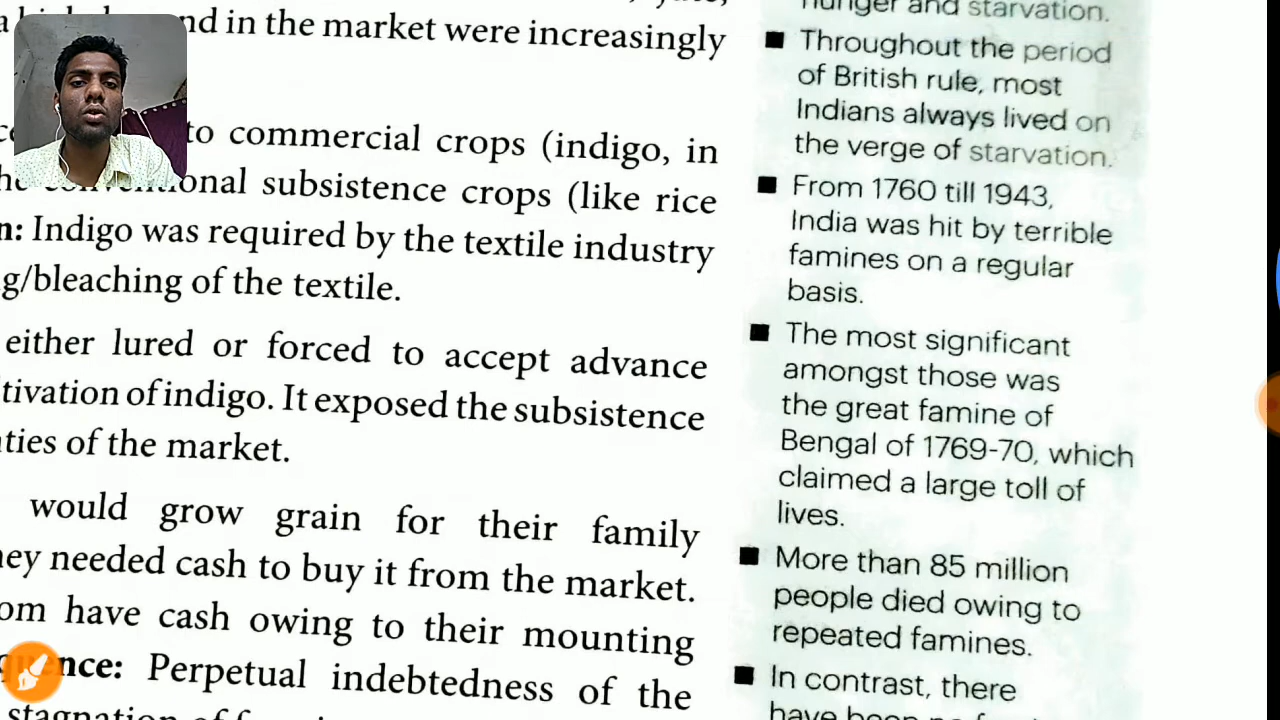 nd in the market were increasingly
to commercial crops (indigo, in
onal subsistence crops (like rice
n: Indigo was required by the textile industry
g/bleaching of the textile.
either lured or forced to accept advance
tivation of indigo. It exposed the subsistence
ties of the market.
would grow grain for their family
ney needed cash to buy it from the market.
om have cash owing to their mounting
quence: Perpetual indebtedness of the
stagnation of
hunger and starvation.
■ Throughout the period
of British rule, most
Indians always lived on
the verge of starvation.
■ From 1760 till 1943,
India was hit by terrible
famines on a regular
basis.
■ The most significant
amongst those was
the great famine of
Bengal of 1769-70, which
claimed a large toll of
lives.
■ More than 85 million
people died owing to
repeated famines.
■ In contrast, there
have been no